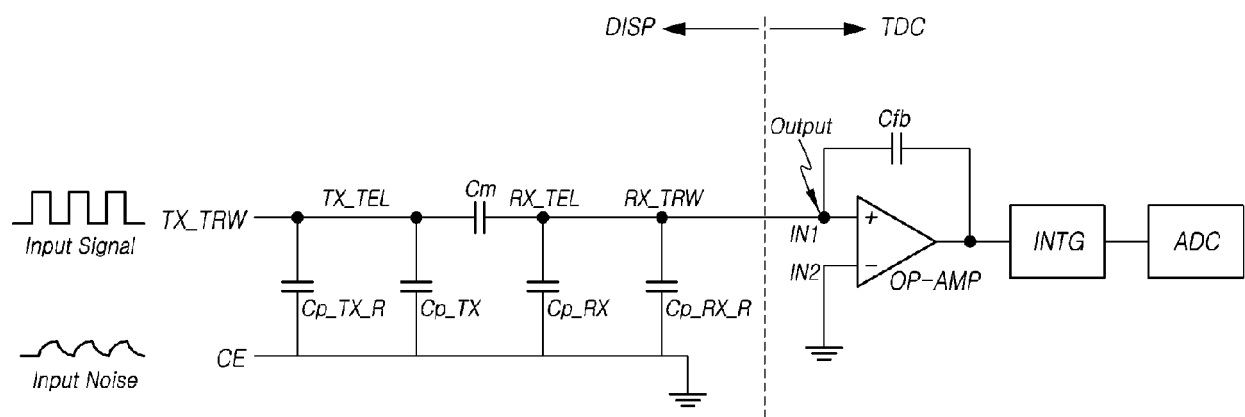 DISP
TDC
Output
Cfb
Input Signal
TX_TRW
TX_TEL
Cm
RX_TEL
RX_TRW
IN1
+
IN2
−
OP-AMP
INTG
ADC
Cp_TX_R
Cp_TX
Cp_RX
Cp_RX_R
Input Noise
CE